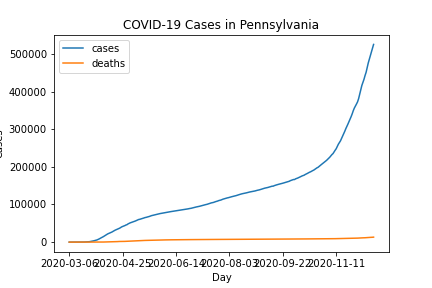 COVID-19 Cases in Pennsylvania
cases
deaths
500000
400000
300000
200000
100000
0
2020-03-06 2020-04-25 2020-06-14 2020-08-03 2020-09-22 2020-11-11
Day